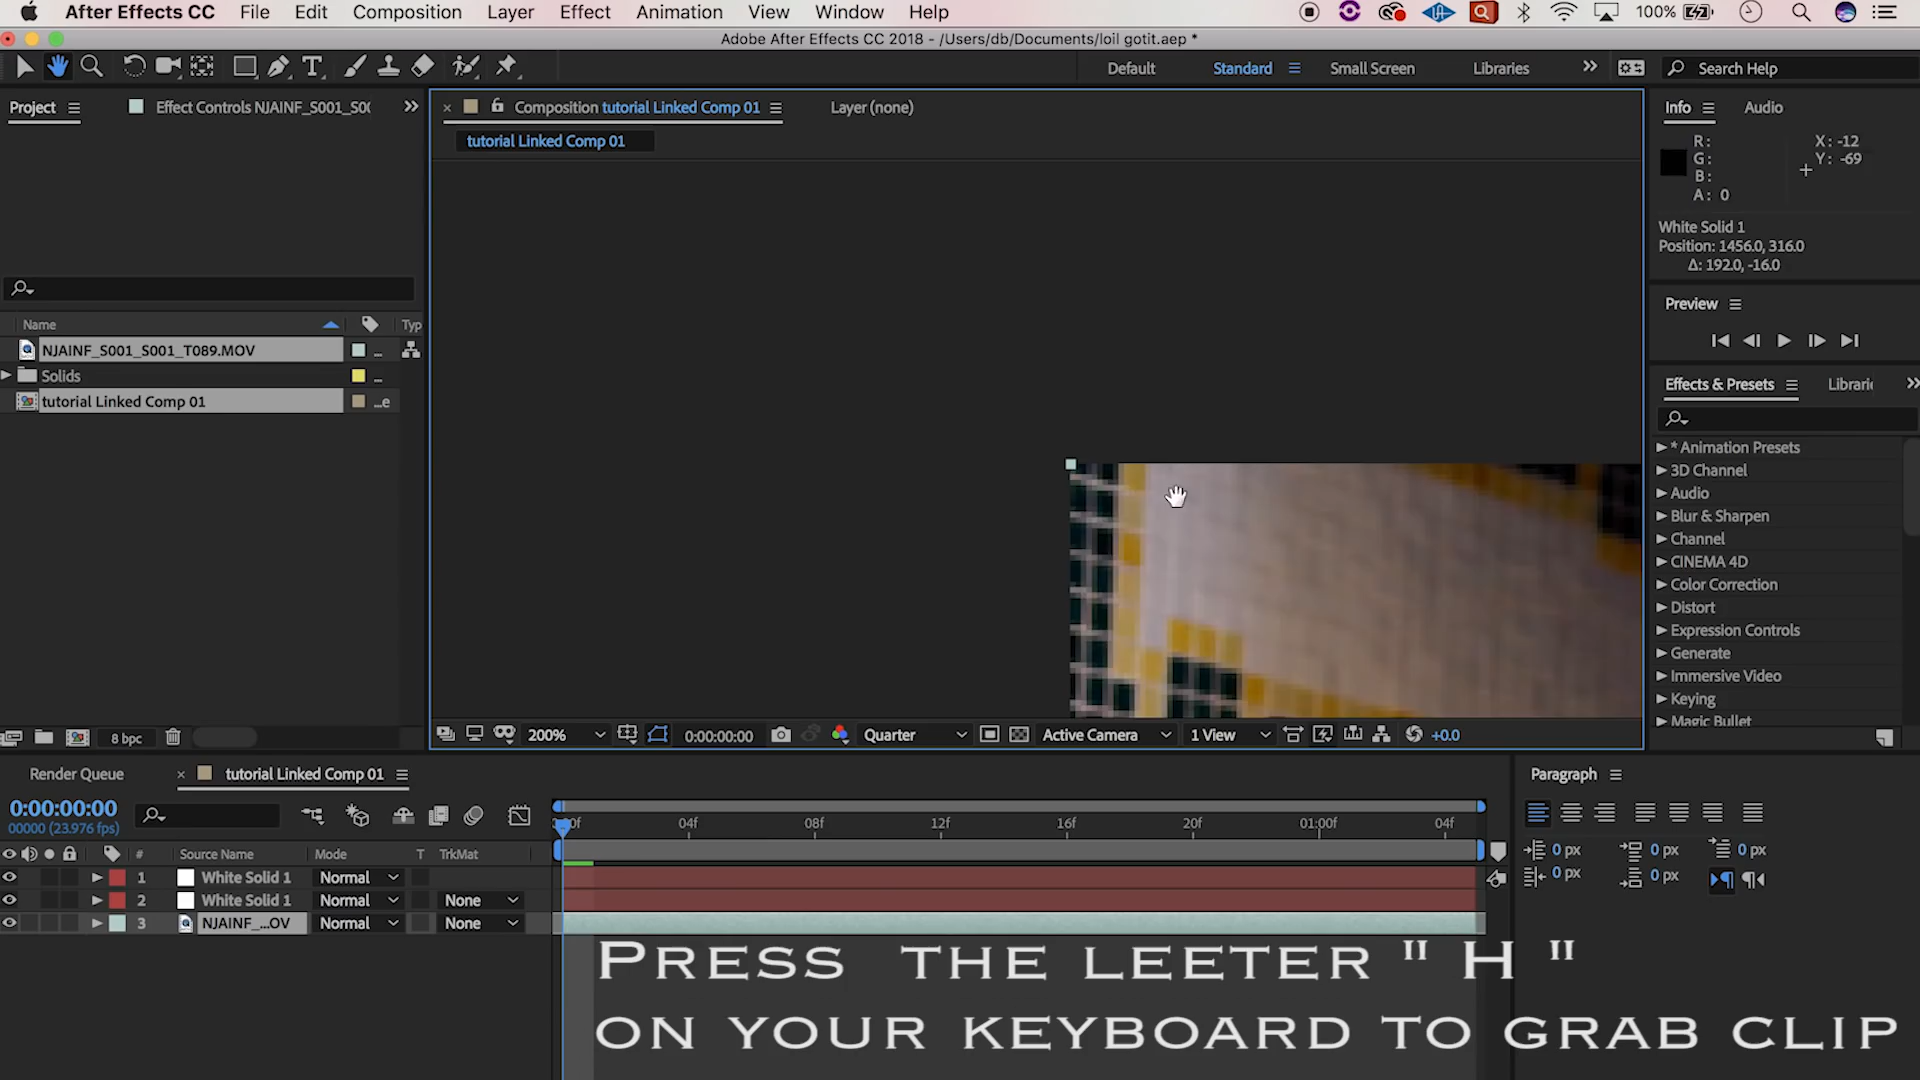 After Effects CC File Edit Composition Layer Effect Animation View Window Help 100%
Adobe After Effects CC 2018 - /Users/db/Documents/loil gotit.aep *
Default Standard Small Screen Libraries Search Help
Project Effect Controls NJAINF_S001_S00 Composition tutorial Linked Comp 01 Layer (none) Info Audio
tutorial Linked Comp 01
R: X: -12
G: Y: -69
B:
A: 0
White Solid 1
Position: 1456.0, 316.0
Δ: 192.0, -16.0
Preview
Name Typ
NJAINF_S001_S001_T089.MOV
Solids
tutorial Linked Comp 01 ...e
Effects & Presets Librari
* Animation Presets
3D Channel
Audio
Blur & Sharpen
Channel
CINEMA 4D
Color Correction
Distort
Expression Controls
Generate
Immersive Video
Keying
Magic Bullet
8 bpc 200% 0:00:00:00 Quarter Active Camera 1 View +0.0
Render Queue tutorial Linked Comp 01 Paragraph
0:00:00:00
00000 (23.976 fps)
:00f 04f 08f 12f 16f 20f 01:00f 04f
# Source Name Mode T TrkMat
1 White Solid 1 Normal
2 White Solid 1 Normal None
3 NJAINF_...OV Normal None
0 px 0 px 0 px
0 px 0 px
PRESS THE LEETER " H "
ON YOUR KEYBOARD TO GRAB CLIP